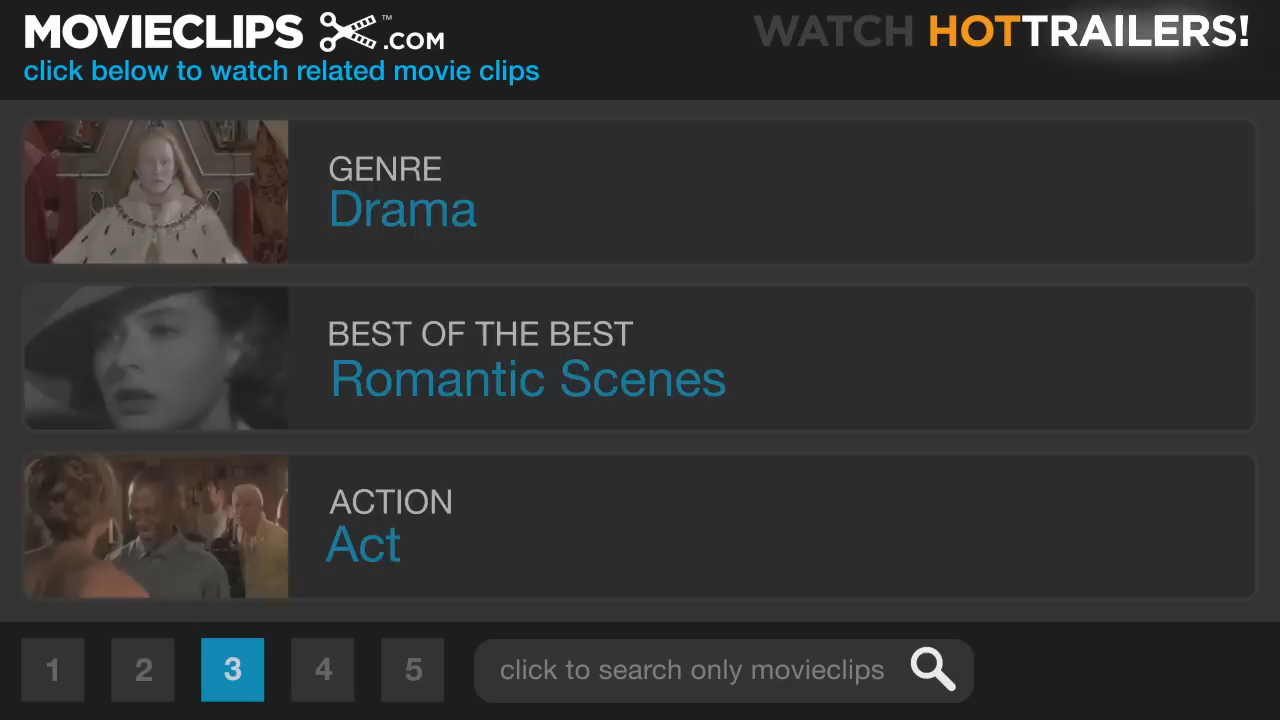 MOVIECLIPS ™ .COM
WATCH HOTTRAILERS!
click below to watch related movie clips
GENRE
Drama
BEST OF THE BEST
Romantic Scenes
ACTION
Act
1 2 3 4 5
click to search only movieclips